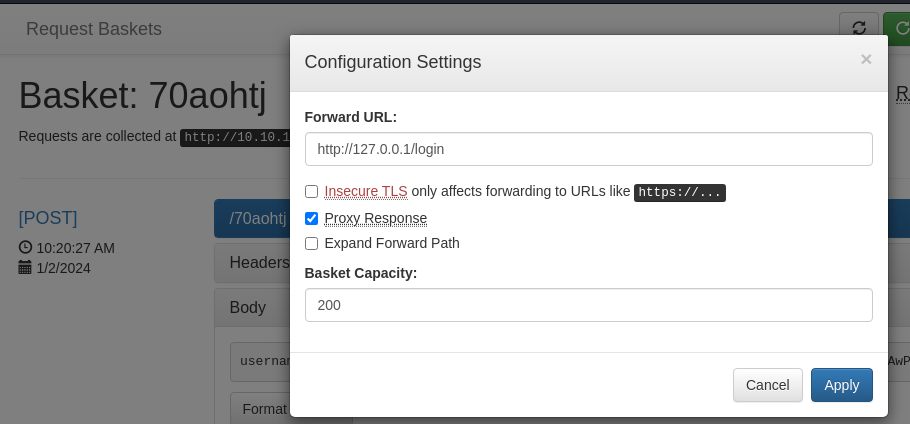 Request Baskets
Configuration Settings
×
Basket: 70aohtj
Requests are collected at http://10.10.1
Forward URL:
http://127.0.0.1/login
Insecure TLS only affects forwarding to URLs like https://...
Proxy Response
Expand Forward Path
Basket Capacity:
200
Cancel
Apply
[POST]
10:20:27 AM
1/2/2024
/70aohtj
Headers
Body
Format